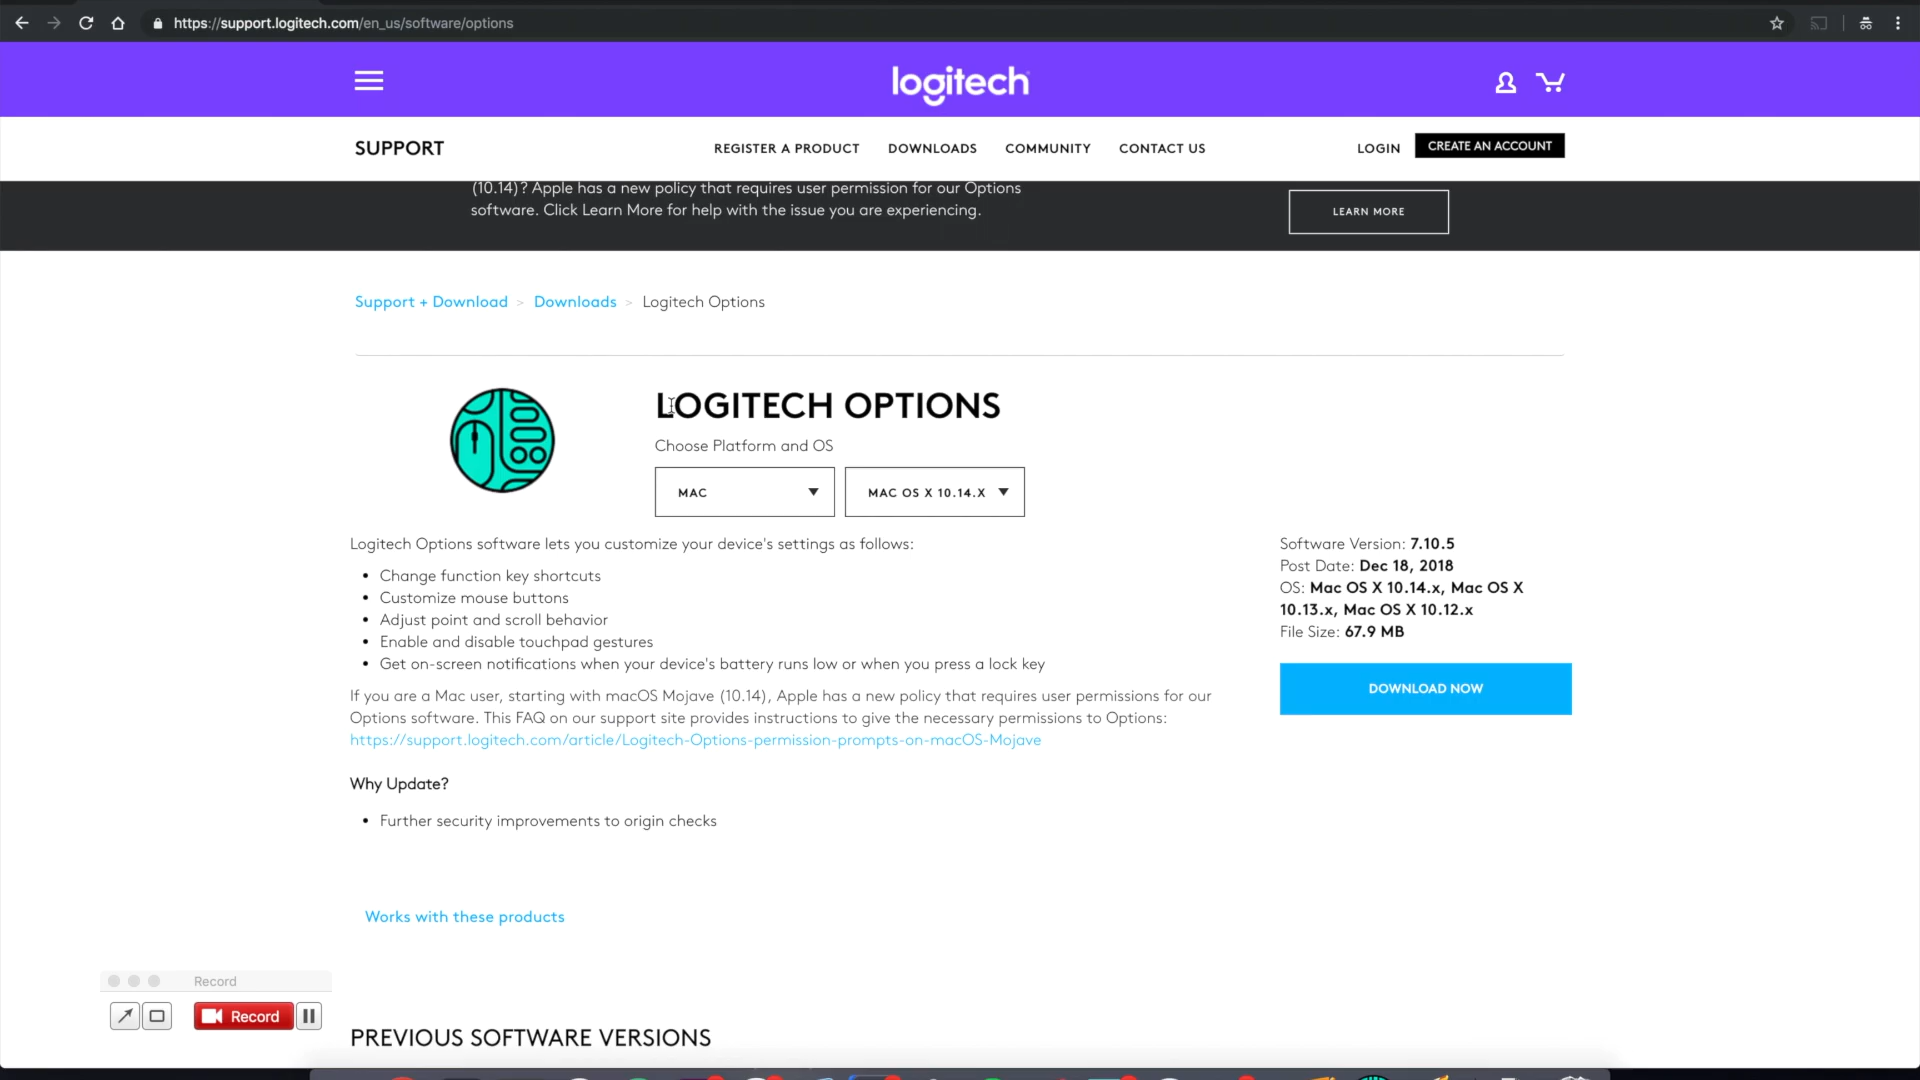 https://support.logitech.com/en_us/software/options
logitech
SUPPORT
REGISTER A PRODUCT
DOWNLOADS
COMMUNITY
CONTACT US
LOGIN
CREATE AN ACCOUNT
(10.14)? Apple has a new policy that requires user permission for our Options
software. Click Learn More for help with the issue you are experiencing.
LEARN MORE
Support + Download > Downloads > Logitech Options
LOGITECH OPTIONS
Choose Platform and OS
MAC
MAC OS X 10.14.X
Logitech Options software lets you customize your device's settings as follows:
• Change function key shortcuts
• Customize mouse buttons
• Adjust point and scroll behavior
• Enable and disable touchpad gestures
• Get on-screen notifications when your device's battery runs low or when you press a lock key
If you are a Mac user, starting with macOS Mojave (10.14), Apple has a new policy that requires user permissions for our
Options software. This FAQ on our support site provides instructions to give the necessary permissions to Options:
https://support.logitech.com/article/Logitech-Options-permission-prompts-on-macOS-Mojave
Why Update?
• Further security improvements to origin checks
Works with these products
Software Version: 7.10.5
Post Date: Dec 18, 2018
OS: Mac OS X 10.14.x, Mac OS X
10.13.x, Mac OS X 10.12.x
File Size: 67.9 MB
DOWNLOAD NOW
Record
Record
PREVIOUS SOFTWARE VERSIONS